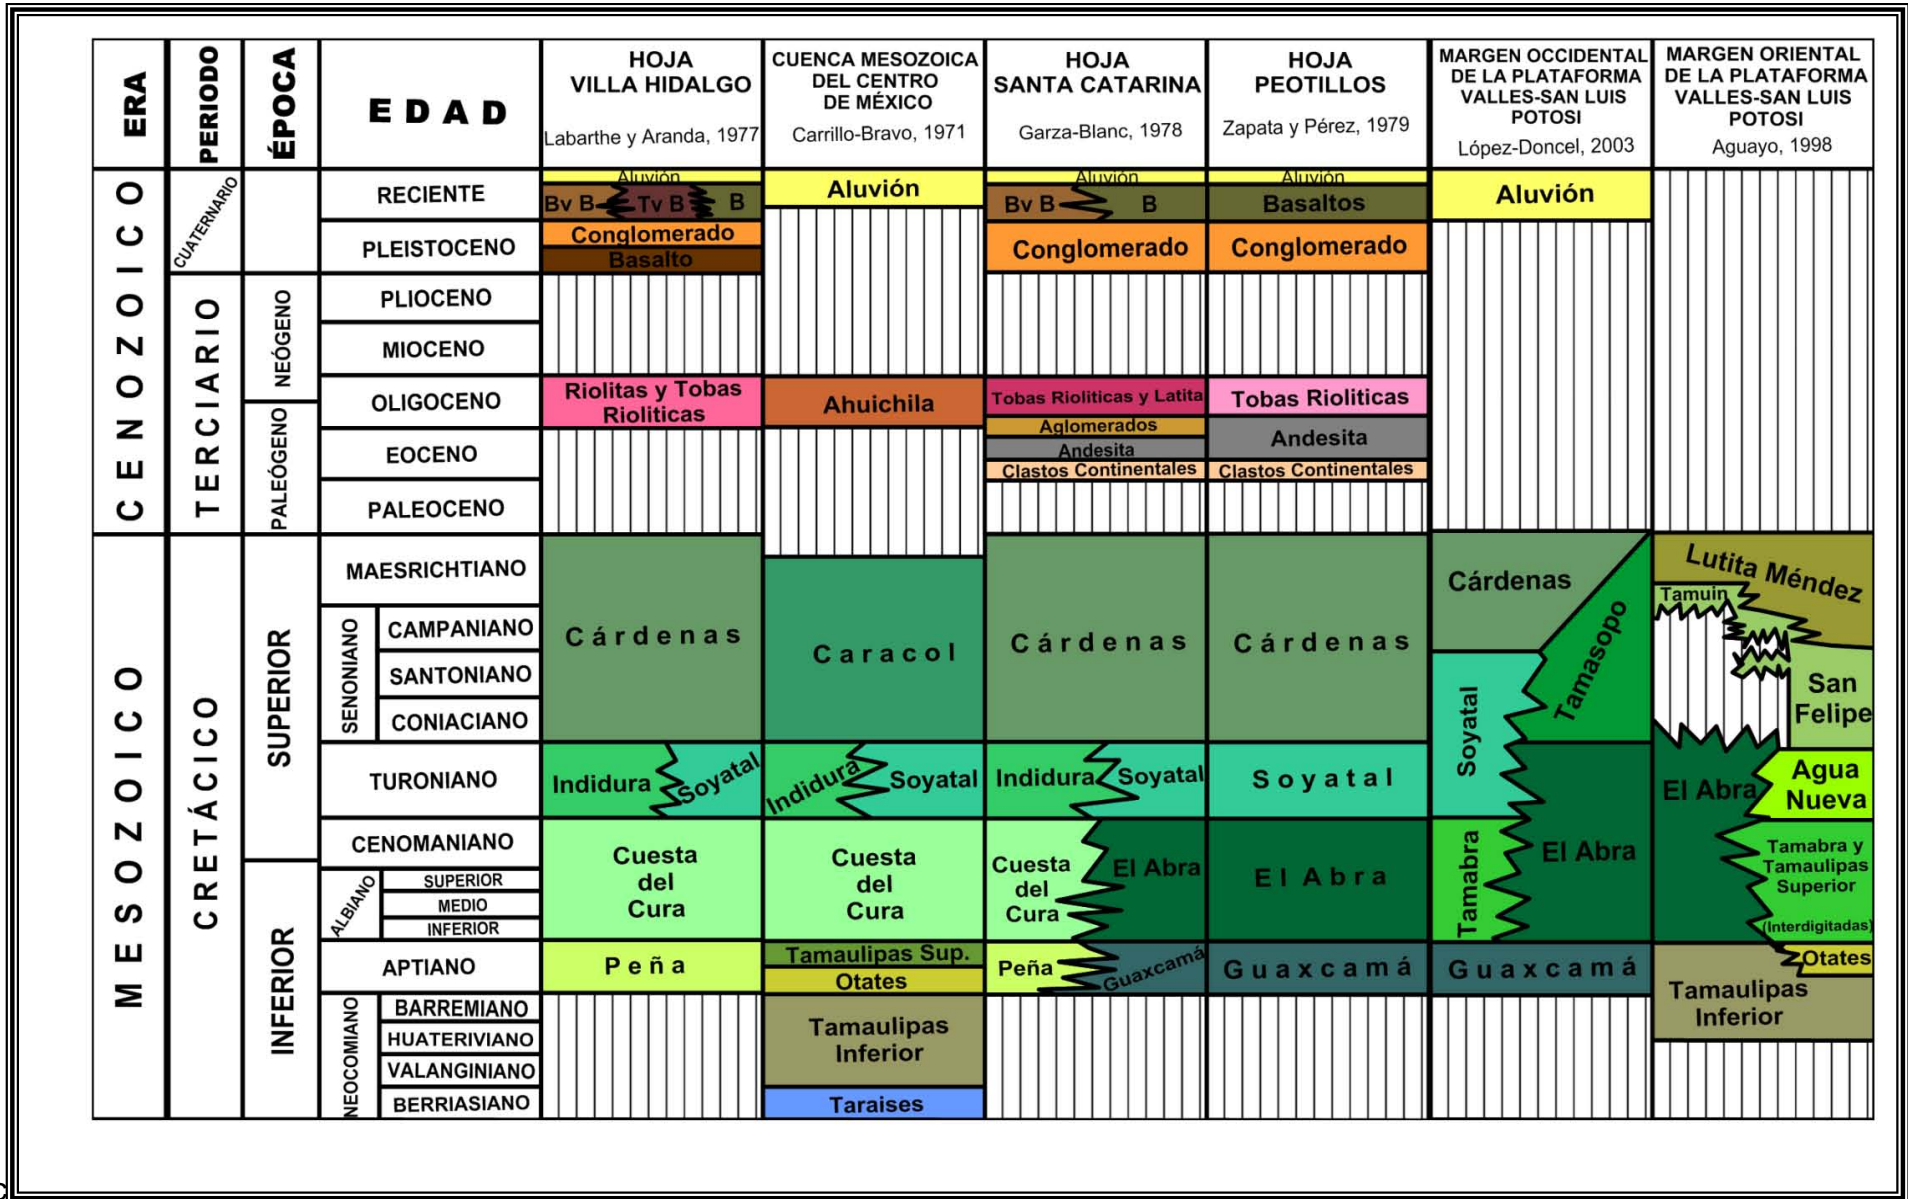 ERA
PERIODO
ÉPOCA
E D A D
HOJA
VILLA HIDALGO
Labarthe y Aranda, 1977
CUENCA MESOZOICA
DEL CENTRO
DE MÉXICO
Carrillo-Bravo, 1971
HOJA
SANTA CATARINA
Garza-Blanc, 1978
HOJA
PEOTILLOS
Zapata y Pérez, 1979
MARGEN OCCIDENTAL
DE LA PLATAFORMA
VALLES-SAN LUIS
POTOSI
López-Doncel, 2003
MARGEN ORIENTAL
DE LA PLATAFORMA
VALLES-SAN LUIS
POTOSI
Aguayo, 1998
CENOZOICO
MESOZOICO
CUATERNARIO
TERCIARIO
CRETÁCICO
NEÓGENO
PALEÓGENO
SUPERIOR
INFERIOR
RECIENTE
PLEISTOCENO
PLIOCENO
MIOCENO
OLIGOCENO
EOCENO
PALEOCENO
MAESRICHTIANO
SENONIANO
CAMPANIANO
SANTONIANO
CONIACIANO
TURONIANO
CENOMANIANO
ALBIANO
SUPERIOR
MEDIO
INFERIOR
APTIANO
NEOCOMIANO
BARREMIANO
HUATERIVIANO
VALANGINIANO
BERRIASIANO
Aluvión
Bv B
Tv B
B
Conglomerado
Basalto
Riolitas y Tobas
Rioliticas
Cárdenas
Indidura
Soyatal
Cuesta
del
Cura
Peña
Aluvión
Ahuichila
Caracol
Indidura
Soyatal
Cuesta
del
Cura
Tamaulipas Sup.
Otates
Tamaulipas
Inferior
Taraises
Aluvión
Bv B
B
Conglomerado
Tobas Rioliticas y Latita
Aglomerados
Andesita
Clastos Continentales
Cárdenas
Indidura
Soyatal
Cuesta
del
Cura
El Abra
Peña
Guaxcamá
Aluvión
Basaltos
Conglomerado
Tobas Rioliticas
Andesita
Clastos Continentales
Cárdenas
Soyatal
El Abra
Guaxcamá
Aluvión
Cárdenas
Tamasopo
Soyatal
Tamabra
El Abra
Guaxcamá
Lutita Méndez
Tamuin
San
Felipe
El Abra
Agua
Nueva
Tamabra y
Tamaulipas
Superior
(Interdigitadas)
Otates
Tamaulipas
Inferior